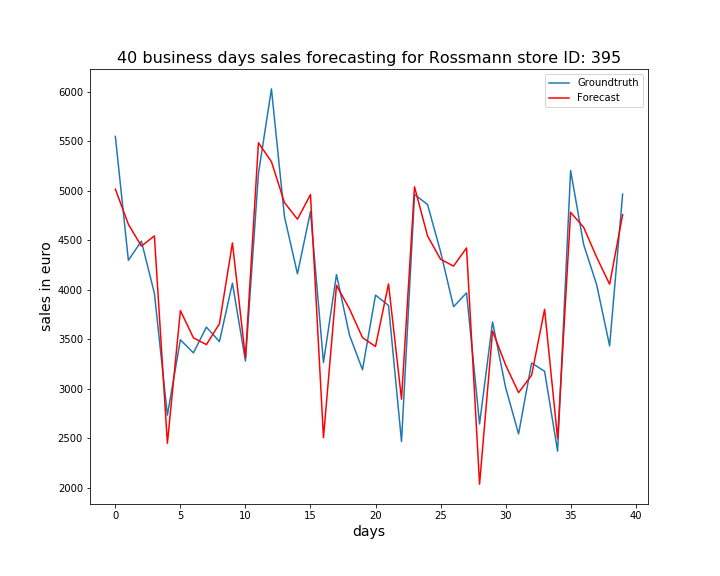 40 business days sales forecasting for Rossmann store ID: 395
Groundtruth
Forecast
6000
5500
5000
4500
4000
3500
3000
2500
2000
sales in euro
0 5 10 15 20 25 30 35 40
days